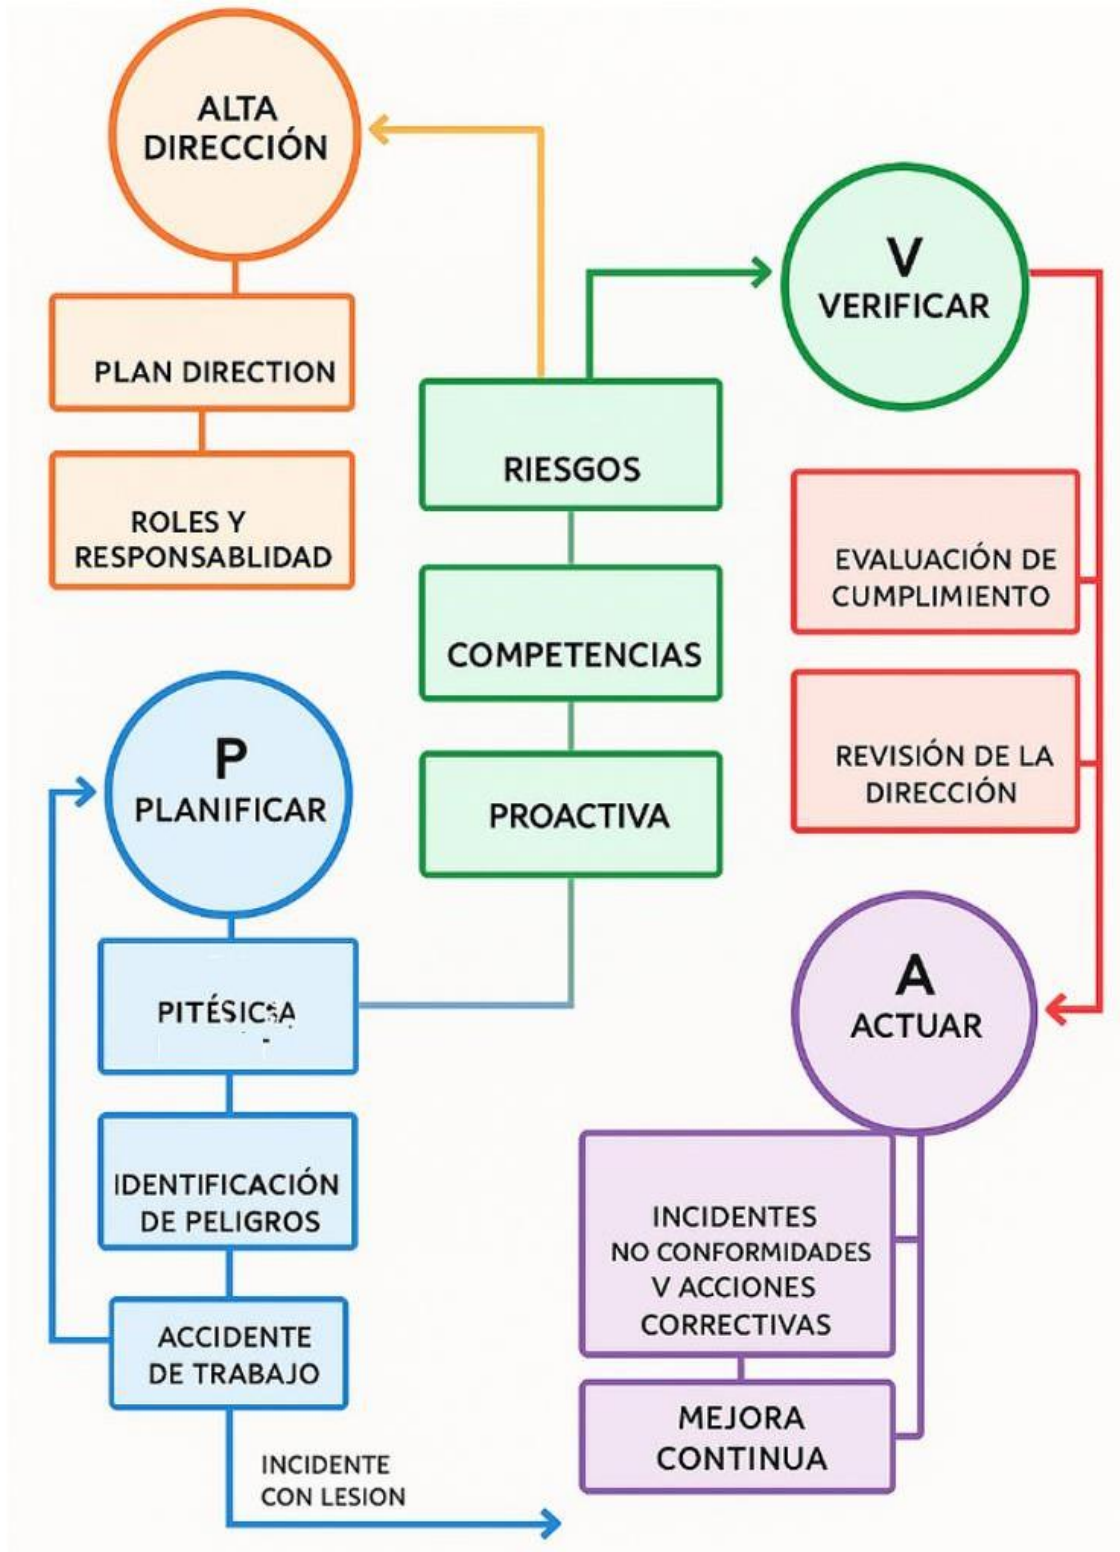 ALTA
DIRECCIÓN
PLAN DIRECTION
ROLES Y
RESPONSABLIDAD
RIESGOS
COMPETENCIAS
PROACTIVA
V
VERIFICAR
EVALUACIÓN DE
CUMPLIMIENTO
REVISIÓN DE LA
DIRECCIÓN
P
PLANIFICAR
IDENTIFICACIÓN
DE PELIGROS
ACCIDENTE
DE TRABAJO
INCIDENTE
CON LESION
A
ACTUAR
INCIDENTES
NO CONFORMIDADES
V ACCIONES
CORRECTIVAS
MEJORA
CONTINUA